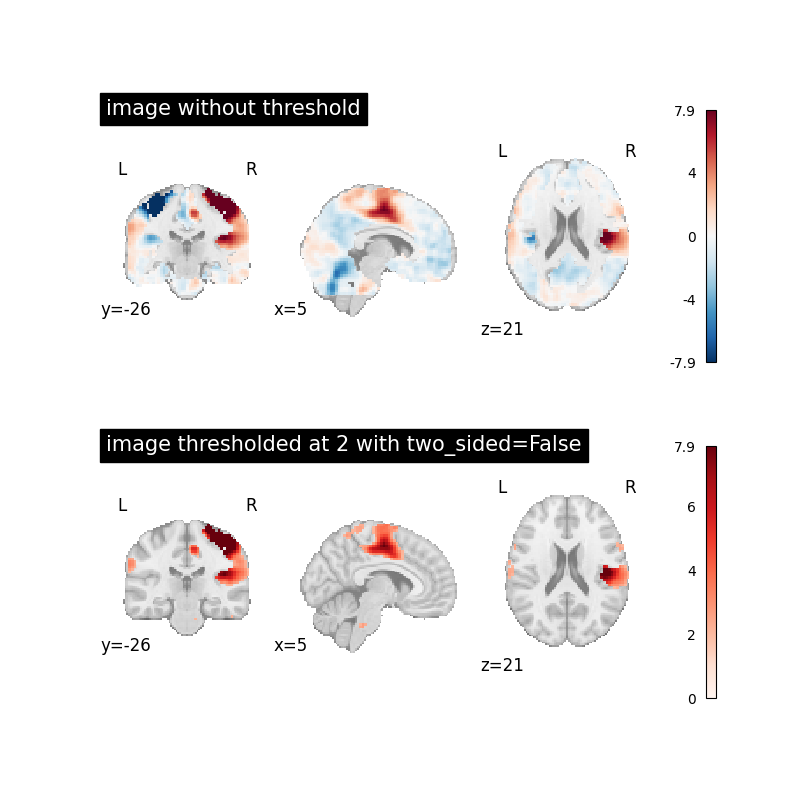 image without threshold
L R L R
y=-26 x=5 z=21
7.9
4
0
-4
-7.9
image thresholded at 2 with two_sided=False
L R L R
y=-26 x=5 z=21
7.9
6
4
2
0